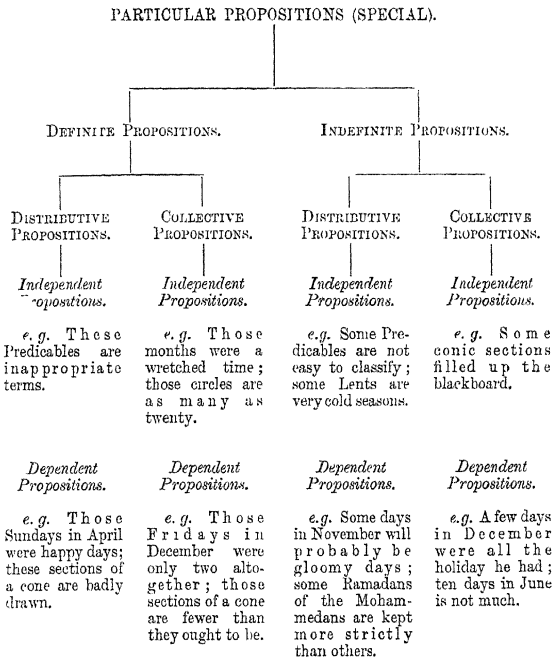 PARTICULAR PROPOSITIONS (SPECIAL).
DEFINITE PROPOSITIONS.
INDEFINITE PROPOSITIONS.
DISTRIBUTIVE
PROPOSITIONS.
COLLECTIVE
PROPOSITIONS.
DISTRIBUTIVE
PROPOSITIONS.
COLLECTIVE
PROPOSITIONS.
Independent
Propositions.
Independent
Propositions.
Independent
Propositions.
Independent
Propositions.
e. g. These
Predicables are
inappropriate
terms.
e. g. Those
months were a
wretched time;
those circles are
as many as
twenty.
e.g. Some Pre-
dicables are not
easy to classify;
some Lents are
very cold seasons.
e. g. Some
conic sections
filled up the
blackboard.
Dependent
Propositions.
Dependent
Propositions.
Dependent
Propositions.
Dependent
Propositions.
e. g. Those
Sundays in April
were happy days;
these sections of
a cone are badly
drawn.
e. g. Those
Fridays in
December were
only two alto-
gether; those
sections of a cone
are fewer than
they ought to be.
e.g. Some days
in November will
probably be
gloomy days;
some Ramadans
of the Moham-
medans are kept
more strictly
than others.
e.g. A few days
in December
were all the
holiday he had;
ten days in June
is not much.